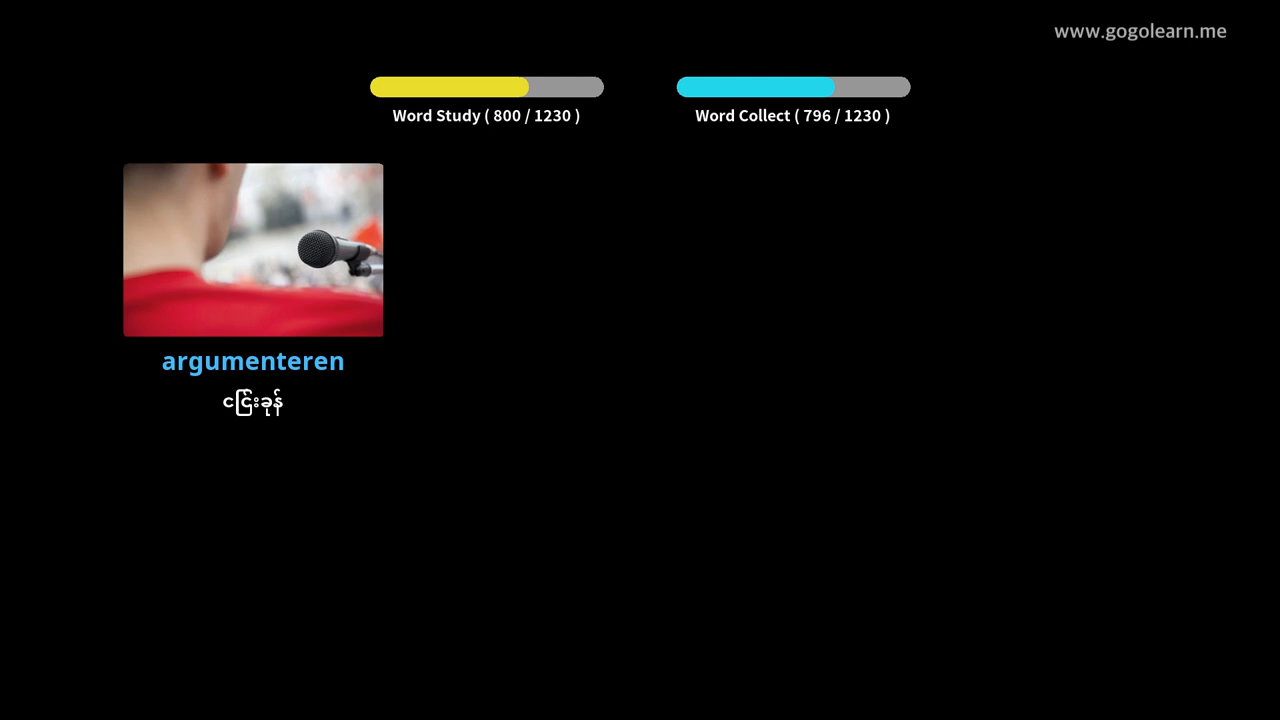 www.gogolearn.me
Word Study ( 800 / 1230 )
Word Collect ( 796 / 1230 )
argumenteren
ငြင်းခုန်